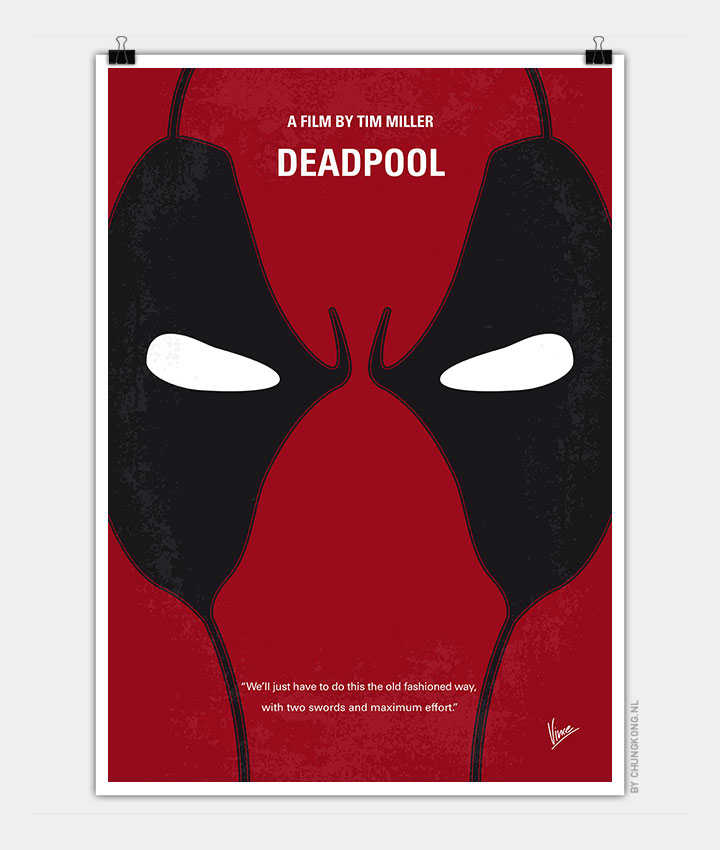 A FILM BY TIM MILLER
DEADPOOL
“We’ll just have to do this the old fashioned way,
with two swords and maximum effort.”
Vince
BY CHUNGKONG.NL